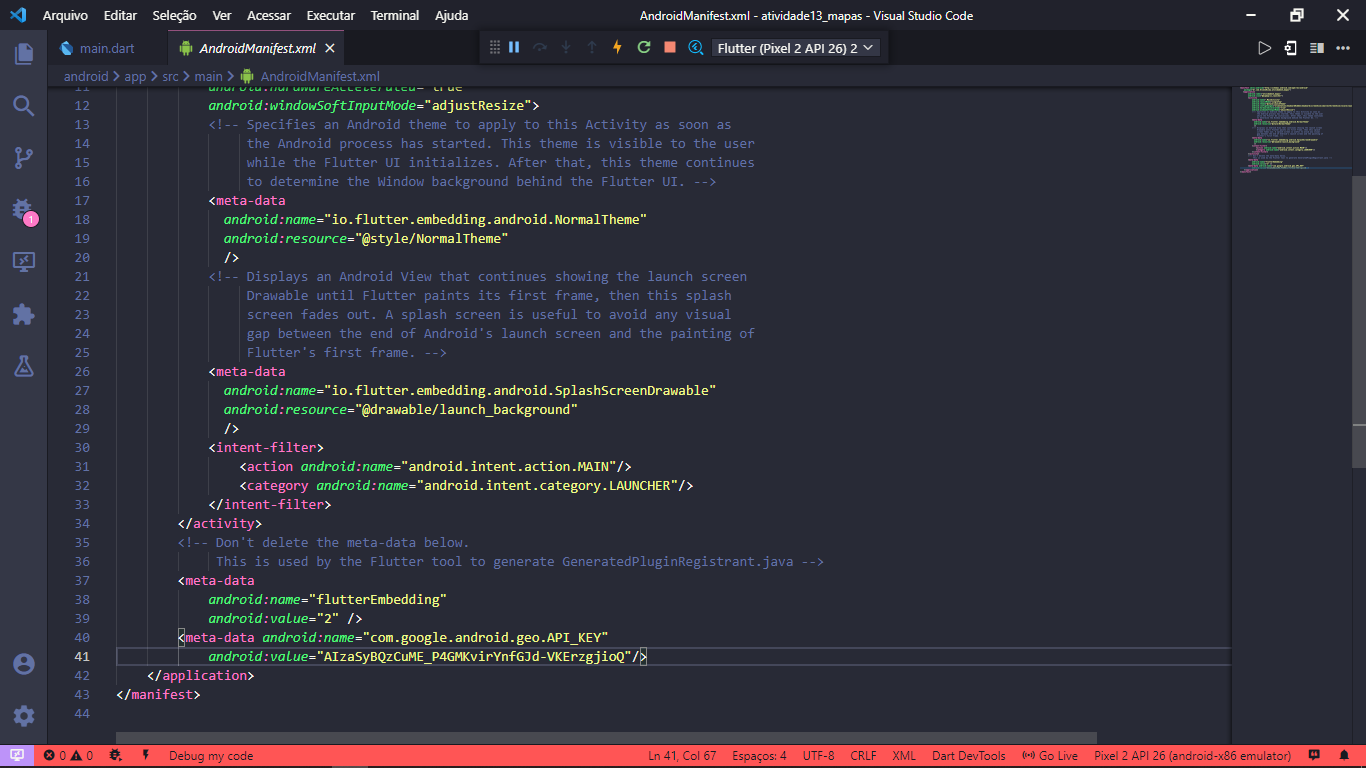 Arquivo Editar Seleção Ver Acessar Executar Terminal Ajuda AndroidManifest.xml - atividade13_mapas - Visual Studio Code
main.dart AndroidManifest.xml Flutter (Pixel 2 API 26) 2
android > app > src > main > AndroidManifest.xml
11 android:hardwareAccelerated="true"
12 android:windowSoftInputMode="adjustResize">
13 <!-- Specifies an Android theme to apply to this Activity as soon as
14 the Android process has started. This theme is visible to the user
15 while the Flutter UI initializes. After that, this theme continues
16 to determine the Window background behind the Flutter UI. -->
17 <meta-data
18 android:name="io.flutter.embedding.android.NormalTheme"
19 android:resource="@style/NormalTheme"
20 />
21 <!-- Displays an Android View that continues showing the launch screen
22 Drawable until Flutter paints its first frame, then this splash
23 screen fades out. A splash screen is useful to avoid any visual
24 gap between the end of Android's launch screen and the painting of
25 Flutter's first frame. -->
26 <meta-data
27 android:name="io.flutter.embedding.android.SplashScreenDrawable"
28 android:resource="@drawable/launch_background"
29 />
30 <intent-filter>
31 <action android:name="android.intent.action.MAIN"/>
32 <category android:name="android.intent.category.LAUNCHER"/>
33 </intent-filter>
34 </activity>
35 <!-- Don't delete the meta-data below.
36 This is used by the Flutter tool to generate GeneratedPluginRegistrant.java -->
37 <meta-data
38 android:name="flutterEmbedding"
39 android:value="2" />
40 <meta-data android:name="com.google.android.geo.API_KEY"
41 android:value="AIzaSyBQzCuME_P4GMKvirYnfGJd-VKErzgjioQ"/>
42 </application>
43 </manifest>
44
1
0 0 Debug my code Ln 41, Col 67 Espaços: 4 UTF-8 CRLF XML Dart DevTools Go Live Pixel 2 API 26 (android-x86 emulator)